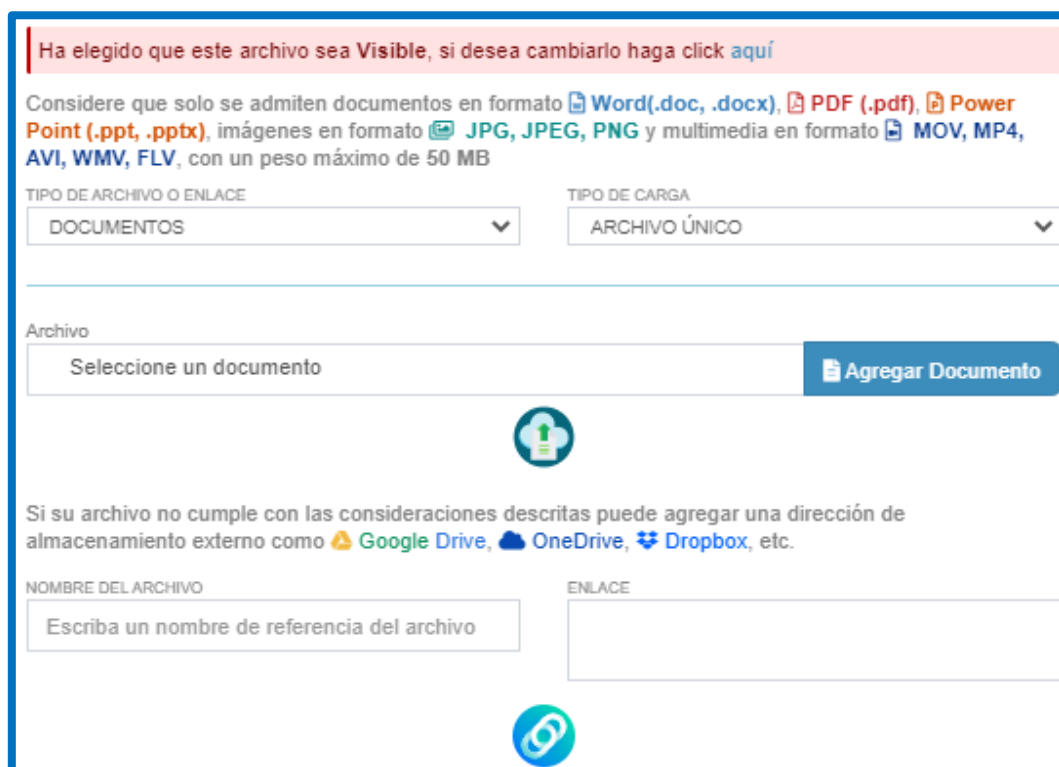 Ha elegido que este archivo sea Visible, si desea cambiarlo haga click aquí
Considere que solo se admiten documentos en formato Word(.doc, .docx), PDF (.pdf), Power
Point (.ppt, .pptx), imágenes en formato JPG, JPEG, PNG y multimedia en formato MOV, MP4,
AVI, WMV, FLV, con un peso máximo de 50 MB
TIPO DE ARCHIVO O ENLACE
DOCUMENTOS
TIPO DE CARGA
ARCHIVO ÚNICO
Archivo
Seleccione un documento
Agregar Documento
Si su archivo no cumple con las consideraciones descritas puede agregar una dirección de
almacenamiento externo como Google Drive, OneDrive, Dropbox, etc.
NOMBRE DEL ARCHIVO
Escriba un nombre de referencia del archivo
ENLACE